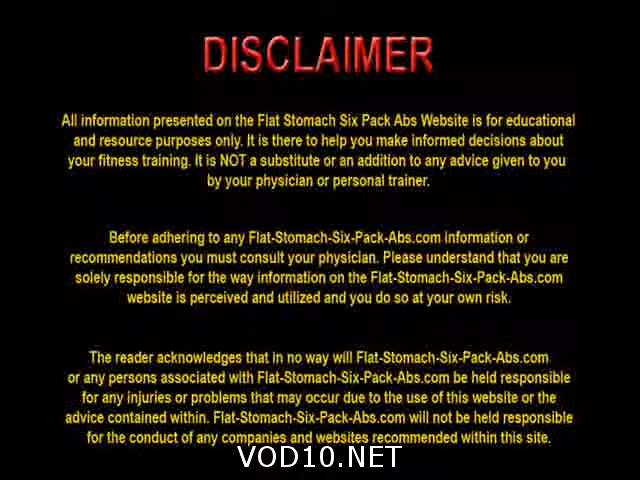 DISCLAIMER
All information presented on the Flat Stomach Six Pack Abs Website is for educational
and resource purposes only. It is there to help you make informed decisions about
your fitness training. It is NOT a substitute or an addition to any advice given to you
by your physician or personal trainer.
Before adhering to any Flat-Stomach-Six-Pack-Abs.com information or
recommendations you must consult your physician. Please understand that you are
solely responsible for the way information on the Flat-Stomach-Six-Pack-Abs.com
website is perceived and utilized and you do so at your own risk.
The reader acknowledges that in no way will Flat-Stomach-Six-Pack-Abs.com
or any persons associated with Flat-Stomach-Six-Pack-Abs.com be held responsible
for any injuries or problems that may occur due to the use of this website or the
advice contained within. Flat-Stomach-Six-Pack-Abs.com will not be held responsible
for the conduct of any companies and websites recommended within this site.
VOD10.NET